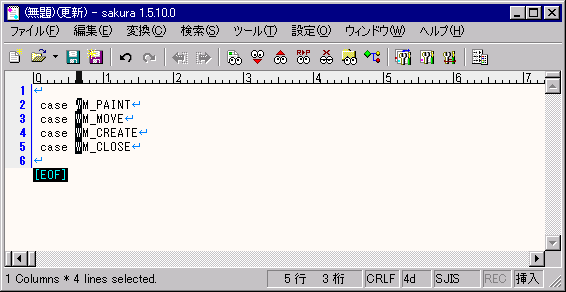 (無題)(更新) - sakura 1.5.10.0
ファイル(F) 編集(E) 変換(C) 検索(S) ツール(T) 設定(O) ウィンドウ(W) ヘルプ(H)
0 1 2 3 4 5 6 7
1 ↵
2 case WM_PAINT↵
3 case WM_MOVE↵
4 case WM_CREATE↵
5 case WM_CLOSE↵
6 ↵
[EOF]
1 Columns * 4 lines selected. 5 行 3 桁 CRLF 4d SJIS REC 挿入